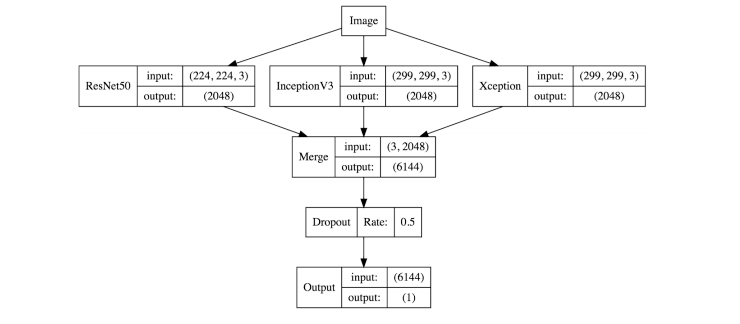 Image
ResNet50 input: (224, 224, 3)
output: (2048)
InceptionV3 input: (299, 299, 3)
output: (2048)
Xception input: (299, 299, 3)
output: (2048)
Merge input: (3, 2048)
output: (6144)
Dropout Rate: 0.5
Output input: (6144)
output: (1)